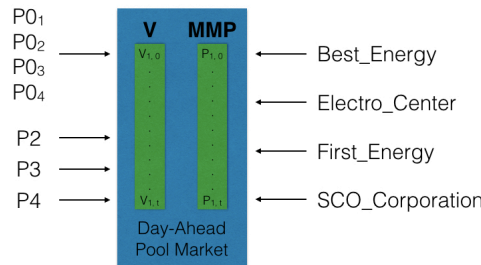 P0₁
P0₂
P0₃
P0₄
P2
P3
P4
V MMP
V₁,₀ P₁,₀
V₁,ₜ P₁,ₜ
Day-Ahead
Pool Market
Best_Energy
Electro_Center
First_Energy
SCO_Corporation